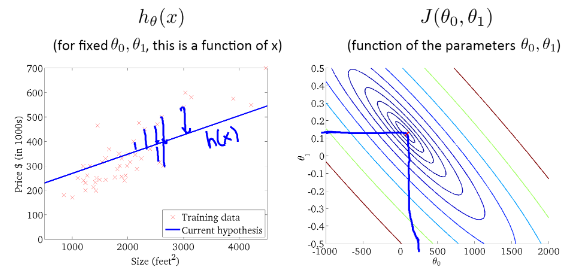 hθ(x)
(for fixed θ0, θ1, this is a function of x)
Price $ (in 1000s)
700
600
500
400
300
200
100
0
h(x)
Training data
Current hypothesis
1000
2000
3000
4000
Size (feet²)
J(θ0, θ1)
(function of the parameters θ0, θ1)
θ1
0.5
0.4
0.3
0.2
0.1
0
-0.1
-0.2
-0.3
-0.4
-0.5
-1000
-500
0
500
1000
1500
2000
θ0